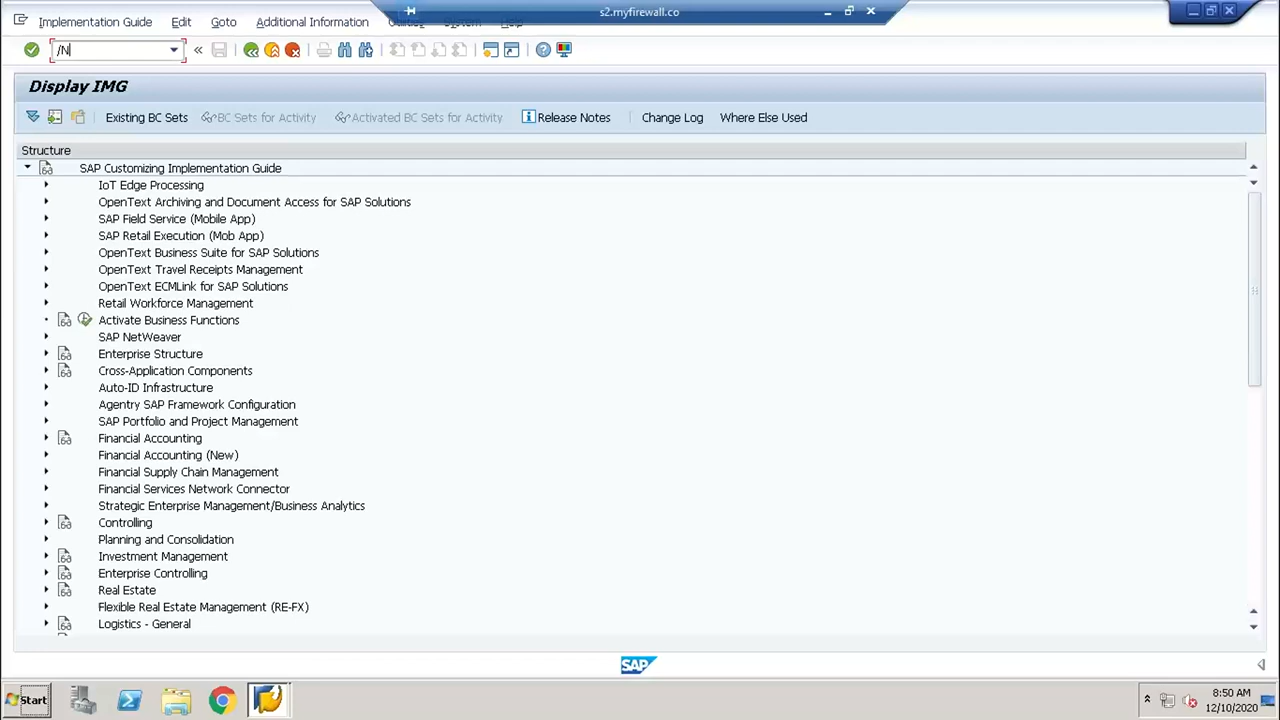 s2.myfirewall.co
Implementation Guide Edit Goto Additional Information Utilities System Help
/N
Display IMG
Existing BC Sets BC Sets for Activity Activated BC Sets for Activity Release Notes Change Log Where Else Used
Structure
SAP Customizing Implementation Guide
IoT Edge Processing
OpenText Archiving and Document Access for SAP Solutions
SAP Field Service (Mobile App)
SAP Retail Execution (Mob App)
OpenText Business Suite for SAP Solutions
OpenText Travel Receipts Management
OpenText ECMLink for SAP Solutions
Retail Workforce Management
Activate Business Functions
SAP NetWeaver
Enterprise Structure
Cross-Application Components
Auto-ID Infrastructure
Agentry SAP Framework Configuration
SAP Portfolio and Project Management
Financial Accounting
Financial Accounting (New)
Financial Supply Chain Management
Financial Services Network Connector
Strategic Enterprise Management/Business Analytics
Controlling
Planning and Consolidation
Investment Management
Enterprise Controlling
Real Estate
Flexible Real Estate Management (RE-FX)
Logistics - General
SAP
Start
8:50 AM
12/10/2020